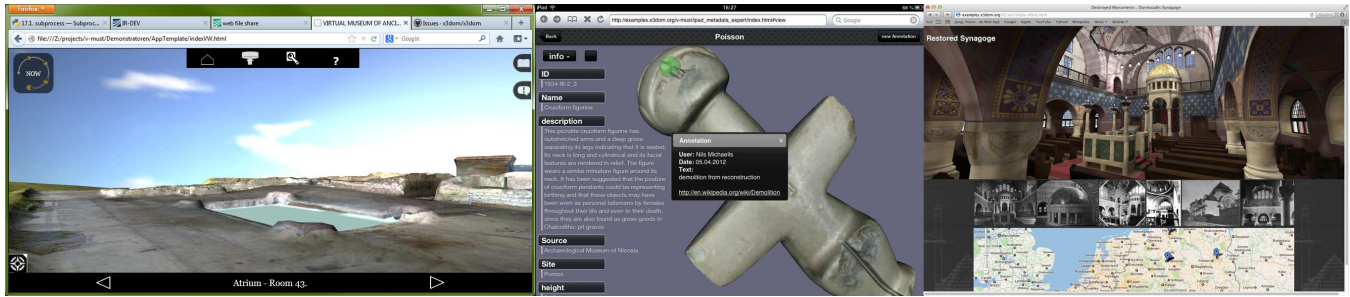 Firefox
17.1. subprocess — Subproc...
IR-DEV
web file share
VIRTUAL MUSEUM OF ANCI...
Issues · x3dom/x3dom
file:///Z:/projects/v-must/Demonstratoren/AppTemplate/indexVW.html
Google
NOW
?
Atrium - Room 43.
iPad
16:27
68 %
http://examples.x3dom.org/v-must/ipad_metadata_expert/index.html#view
Google
Back
Poisson
new Annotation
info -
ID
1934-III-2_2
Name
Cruciform figurine
description
This picrolite cruciform figurine has
outstretched arms and a deep grove
separating its legs indicating that it is seated.
Its neck is long and cylindrical and its facial
features are rendered in relief. The figure
wears a similar miniature figure around its
neck. It has been suggested that the posture
of cruciform pendants could be representing
birthing and that these objects may have
been worn as personal talismans by females
throughout their life and even to their death,
since they are also found as grave goods in
Chalcolithic pit graves
Source
Archaeological Museum of Nicosia
Site
Pomos
height
Annotation
User: Nils Michaelis
Date: 05.04.2012
Text:
demolition from reconstruction
http://en.wikipedia.org/wiki/Demolition
Destroyed Monuments - Domstadts Synagoge
Restored Synagoge